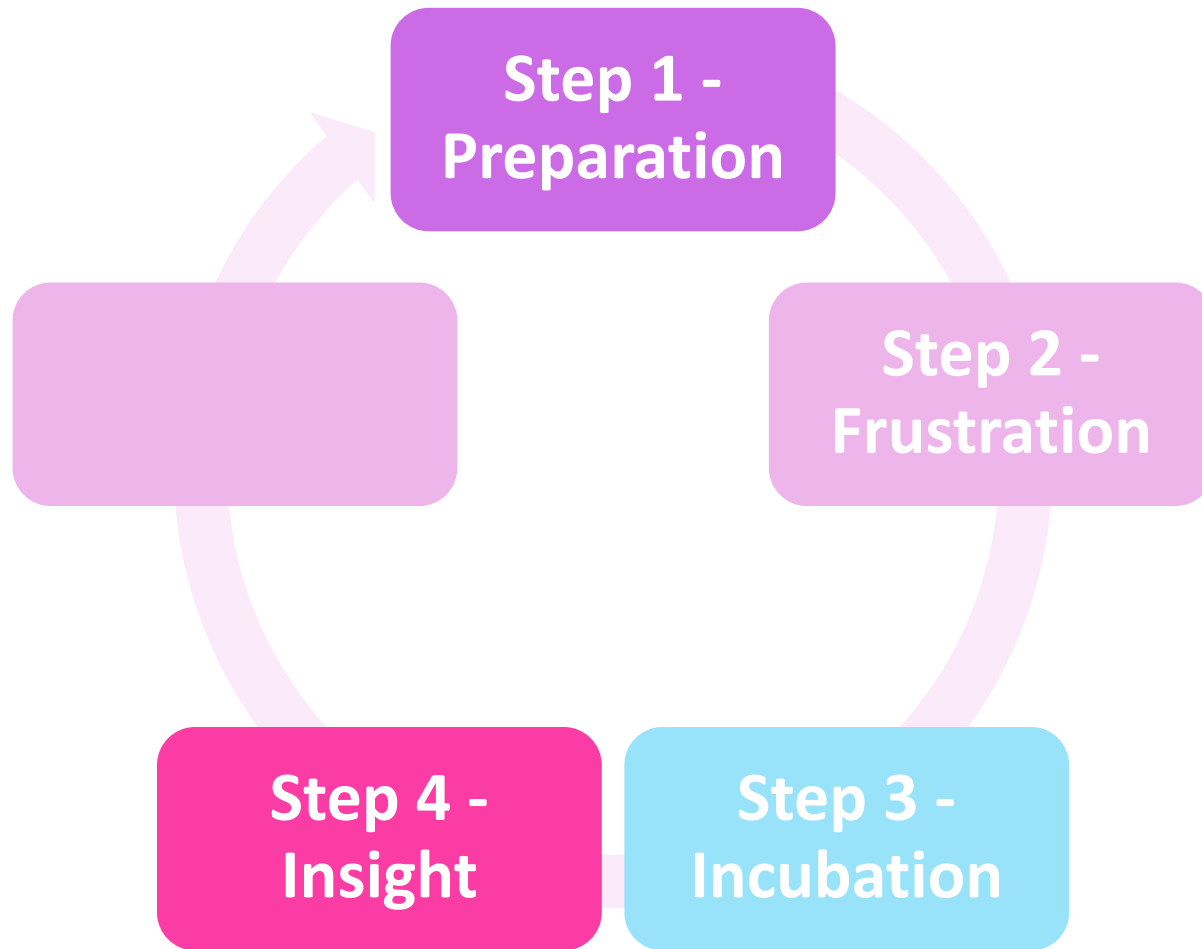 Step 1 -
Preparation
Step 2 -
Frustration
Step 3 -
Incubation
Step 4 -
Insight